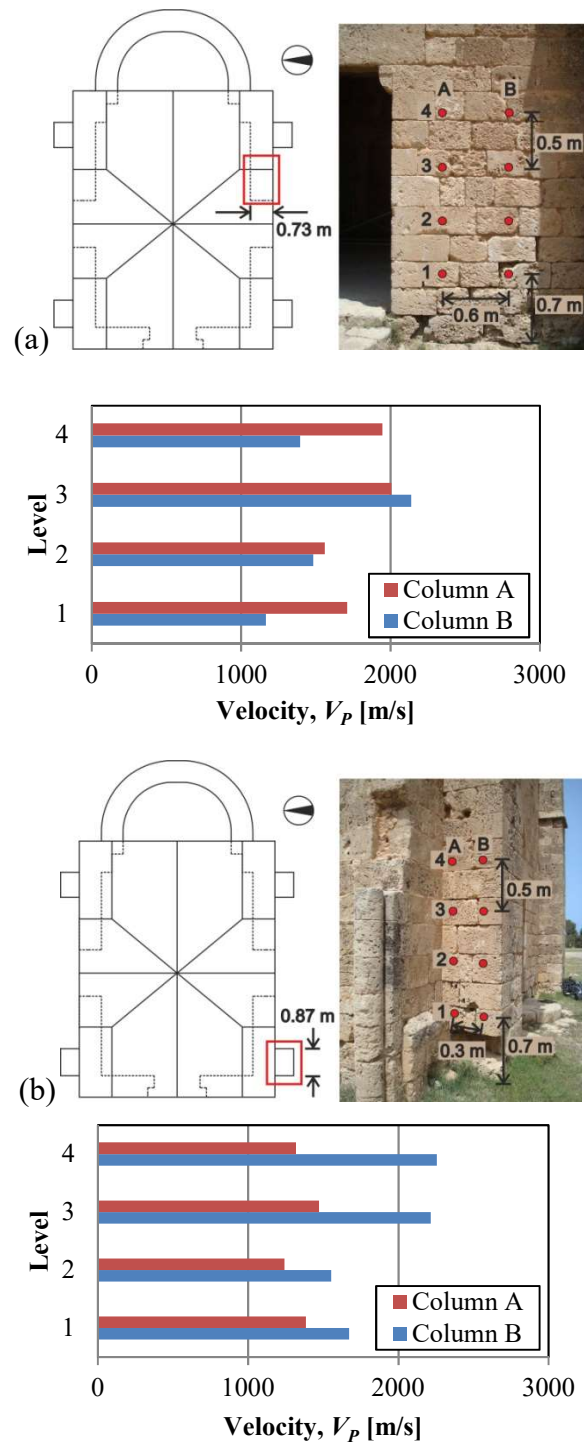 0.73 m
A B
4
0.5 m
3
2
1
0.6 m
0.7 m
(a)
4
3
2
1
Level
Column A
Column B
0 1000 2000 3000
Velocity, VP [m/s]
0.87 m
A B
4
0.5 m
3
2
1
0.3 m
0.7 m
(b)
4
3
2
1
Level
Column A
Column B
0 1000 2000 3000
Velocity, VP [m/s]